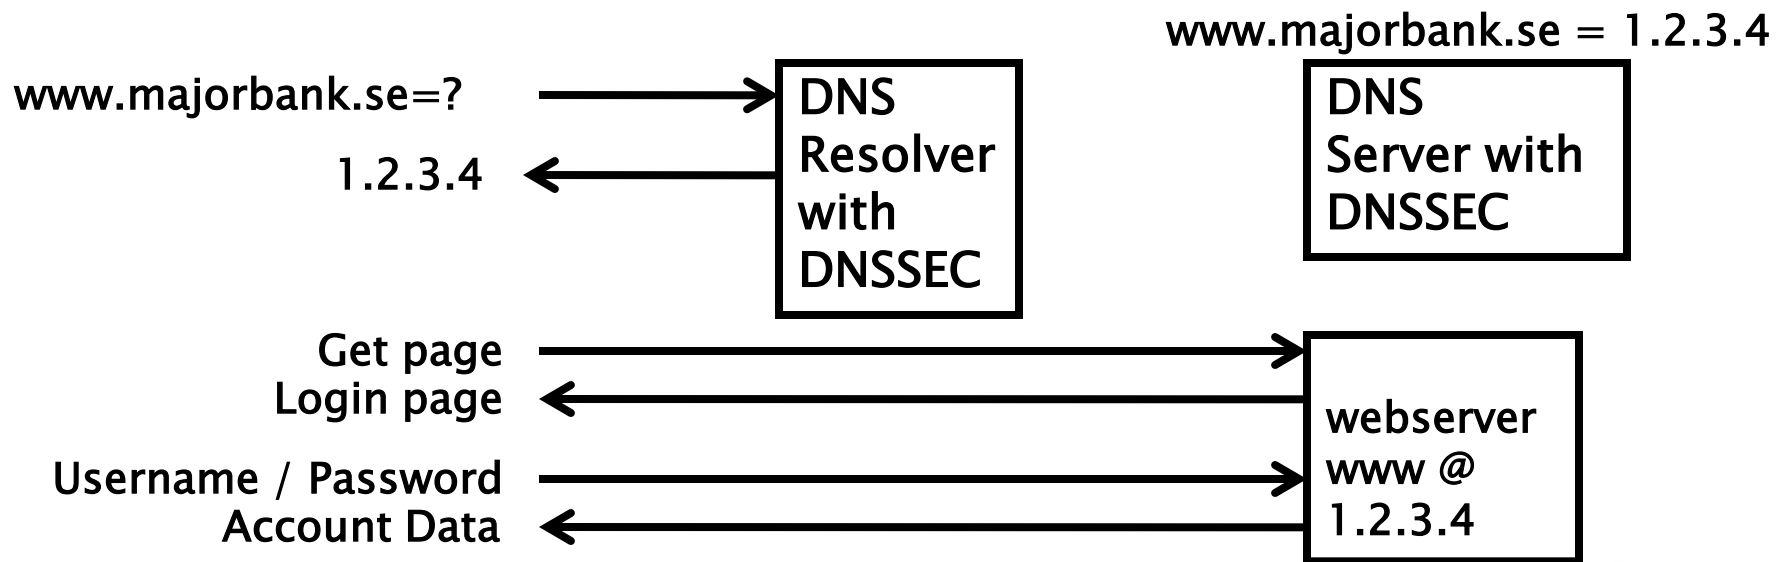 www.majorbank.se = 1.2.3.4
www.majorbank.se=?
1.2.3.4
DNS
Resolver
with
DNSSEC
DNS
Server with
DNSSEC
Get page
Login page
Username / Password
Account Data
webserver
www @
1.2.3.4